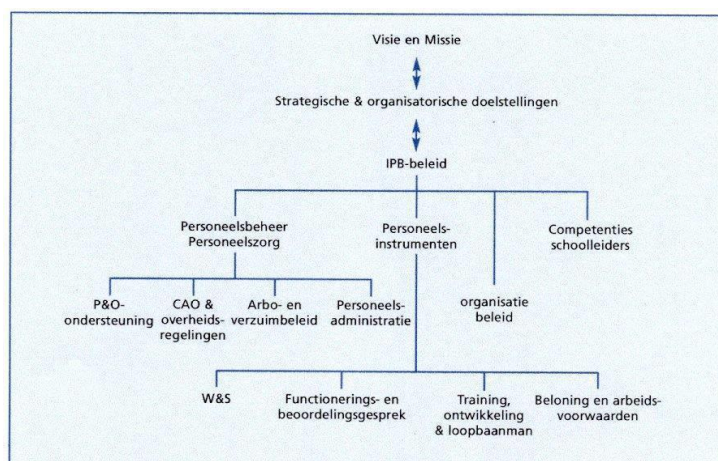 Visie en Missie
Strategische & organisatorische doelstellingen
IPB-beleid
Personeelsbeheer
Personeelszorg
Personeels-
instrumenten
Competenties
schoolleiders
P&O-
ondersteuning
CAO &
overheids-
regelingen
Arbo- en
verzuimbeleid
Personeels-
administratie
organisatie
beleid
W&S
Functionerings- en
beoordelingsgesprek
Training,
ontwikkeling
& loopbaanman
Beloning en arbeids-
voorwaarden